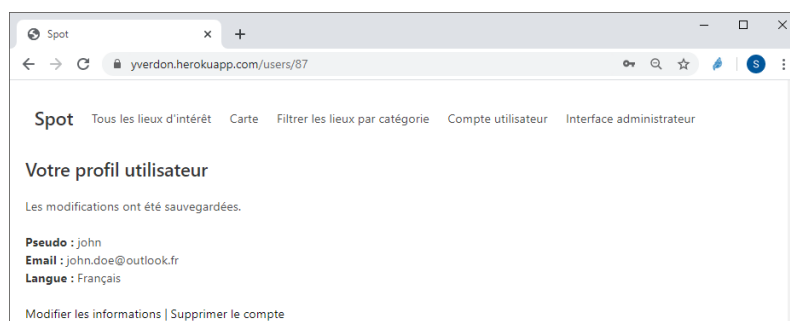 Spot
yverdon.herokuapp.com/users/87
S
Spot Tous les lieux d'intérêt Carte Filtrer les lieux par catégorie Compte utilisateur Interface administrateur
Votre profil utilisateur
Les modifications ont été sauvegardées.
Pseudo : john
Email : john.doe@outlook.fr
Langue : Français
Modifier les informations | Supprimer le compte